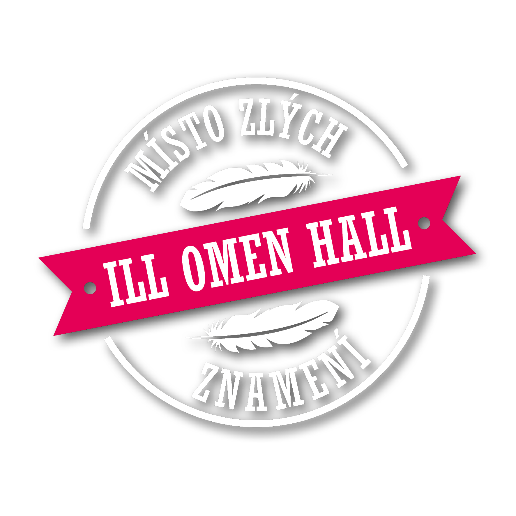 MÍSTO ZLÝCH
ILL OMEN HALL
ZNAMENÍ